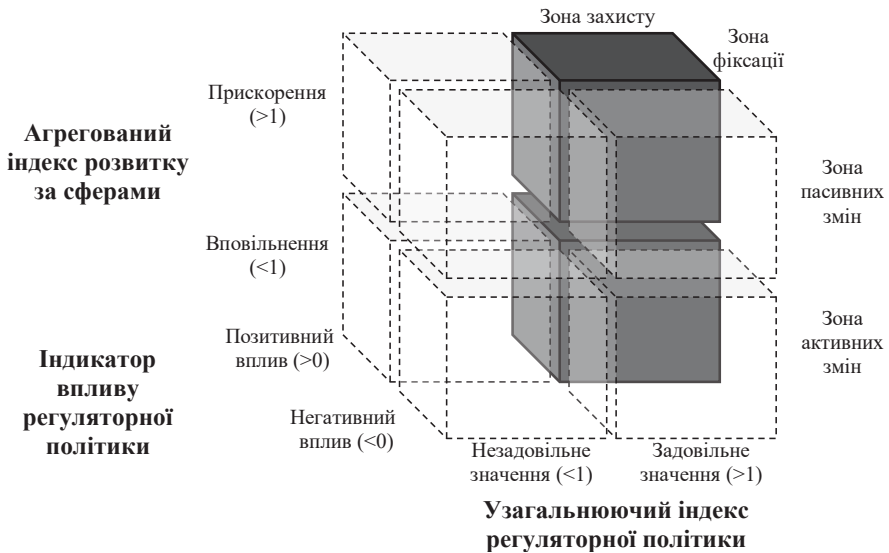 Зона захисту
Зона
фіксації
Прискорення
(>1)
Агрегований
індекс розвитку
за сферами
Зона
пасивних
змін
Вповільнення
(<1)
Зона
активних
змін
Позитивний
вплив (>0)
Індикатор
впливу
регуляторної
політики
Негативний
вплив (<0)
Незадовільне
значення (<1)
Задовільне
значення (>1)
Узагальнюючий індекс
регуляторної політики